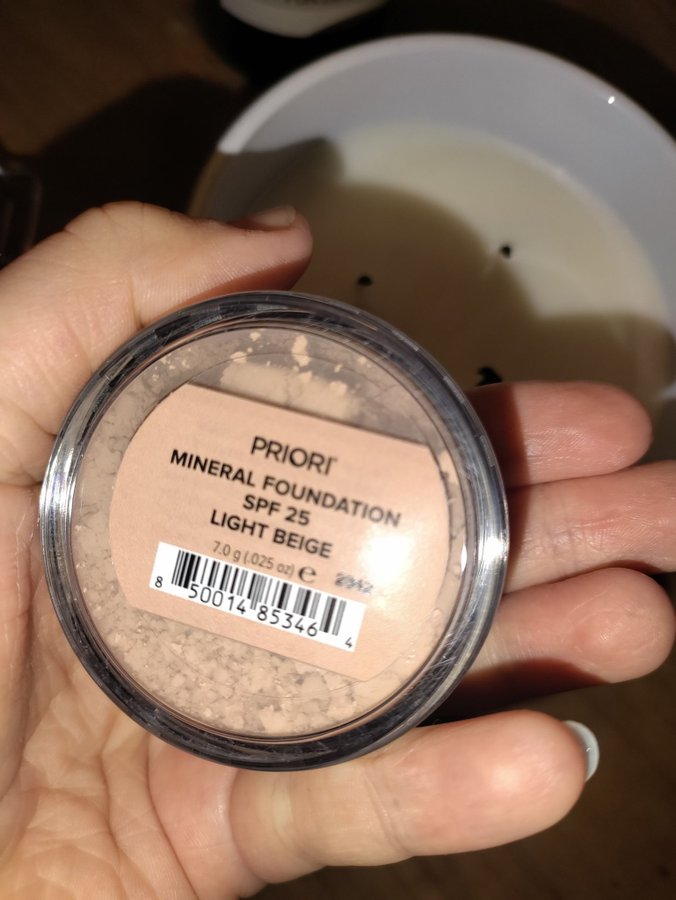 PRIORI
MINERAL FOUNDATION
SPF 25
LIGHT BEIGE
7.0 g (.025 oz) e
8 50014 85346 4